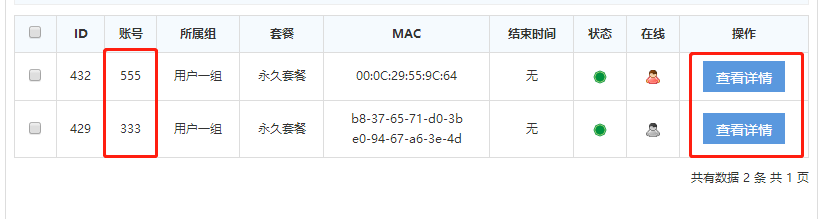 ID 账号 所属组 套餐 MAC 结束时间 状态 在线 操作
432 555 用户一组 永久套餐 00:0C:29:55:9C:64 无 查看详情
429 333 用户一组 永久套餐 b8-37-65-71-d0-3b 无 查看详情
e0-94-67-a6-3e-4d
共有数据 2 条 共 1 页